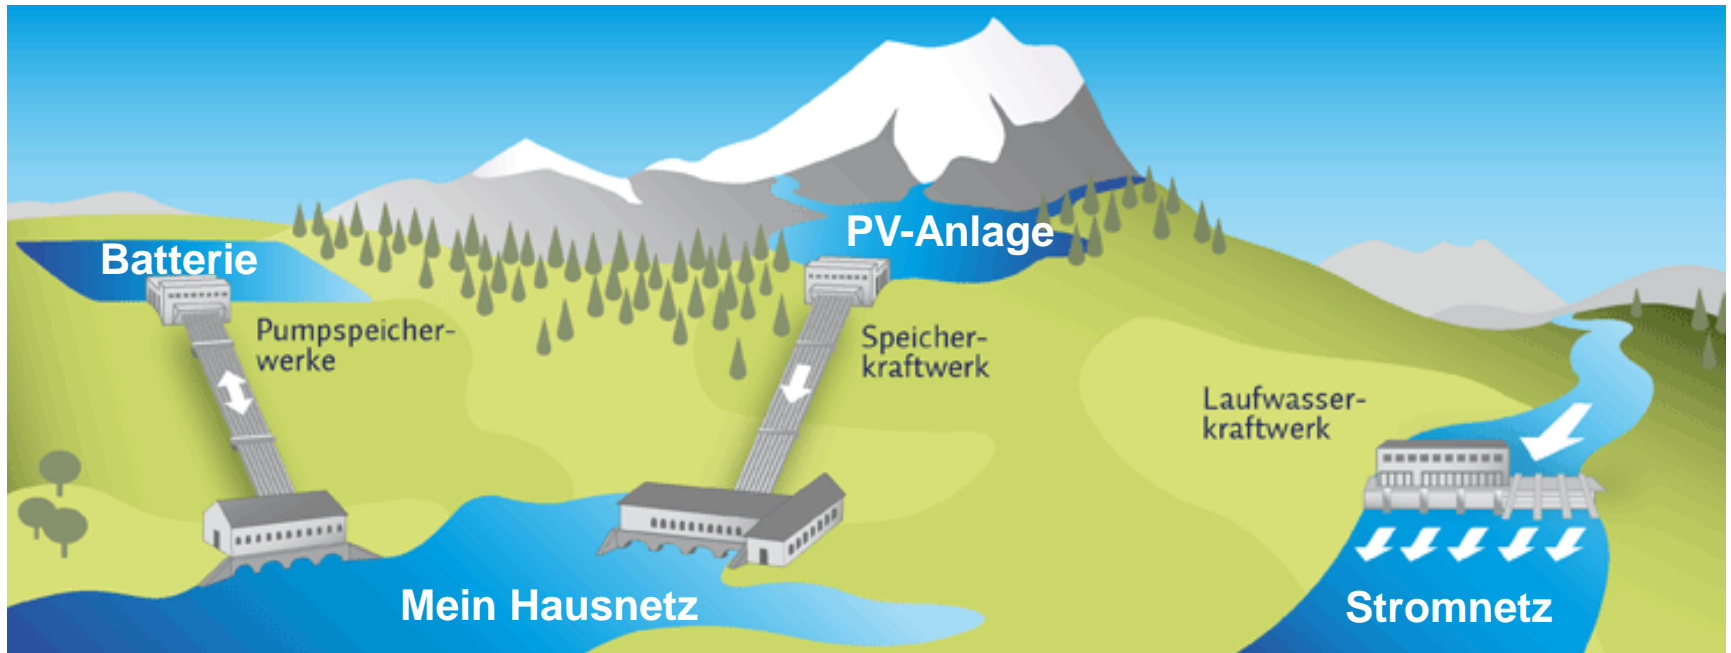 Batterie
Pumpspeicher-
werke
PV-Anlage
Speicher-
kraftwerk
Laufwasser-
kraftwerk
Mein Hausnetz
Stromnetz